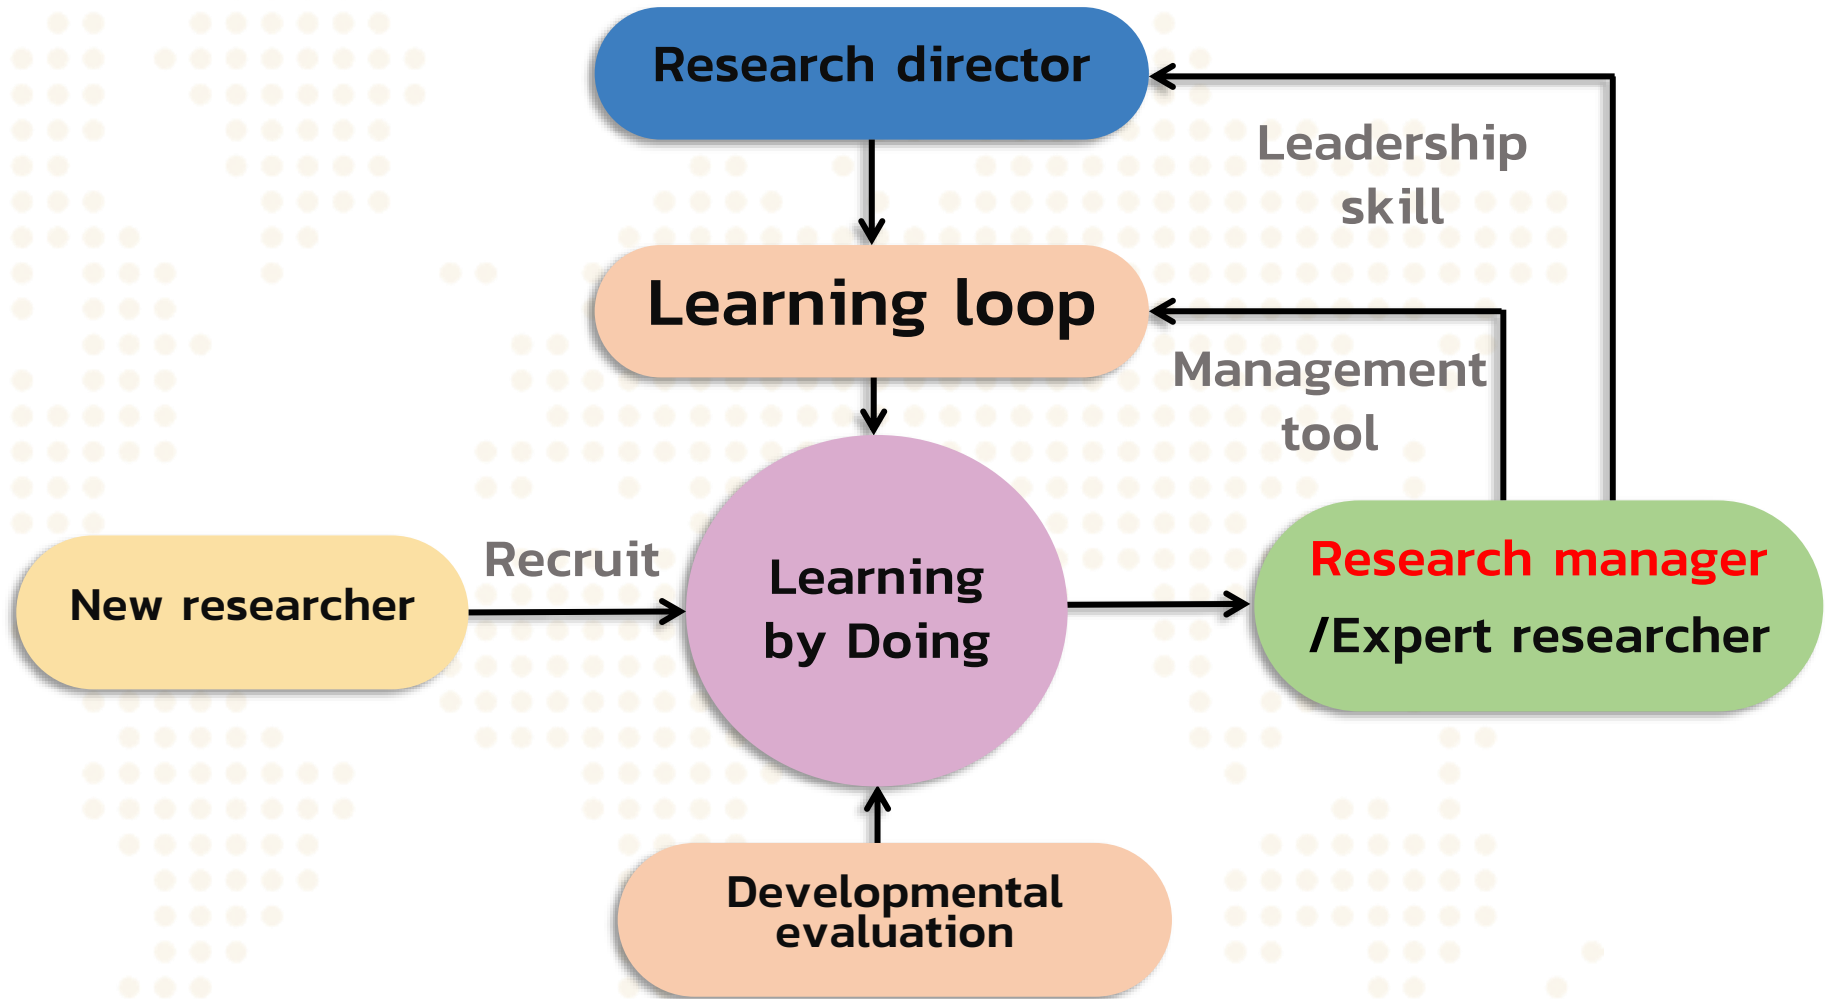 Research director
Leadership
skill
Learning loop
Management
tool
New researcher
Recruit
Learning
by Doing
Research manager
/Expert researcher
Developmental
evaluation